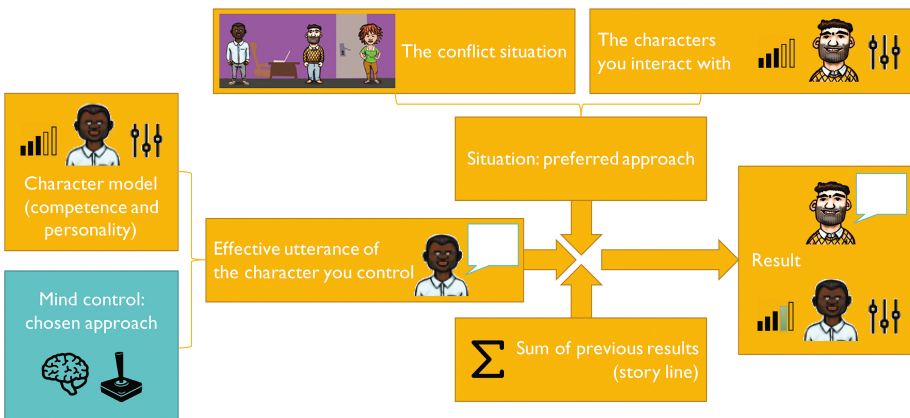 The conflict situation
The characters
you interact with
Character model
(competence and
personality)
Situation: preferred approach
Effective utterance of
the character you control
Result
Mind control:
chosen approach
Σ
Sum of previous results
(story line)